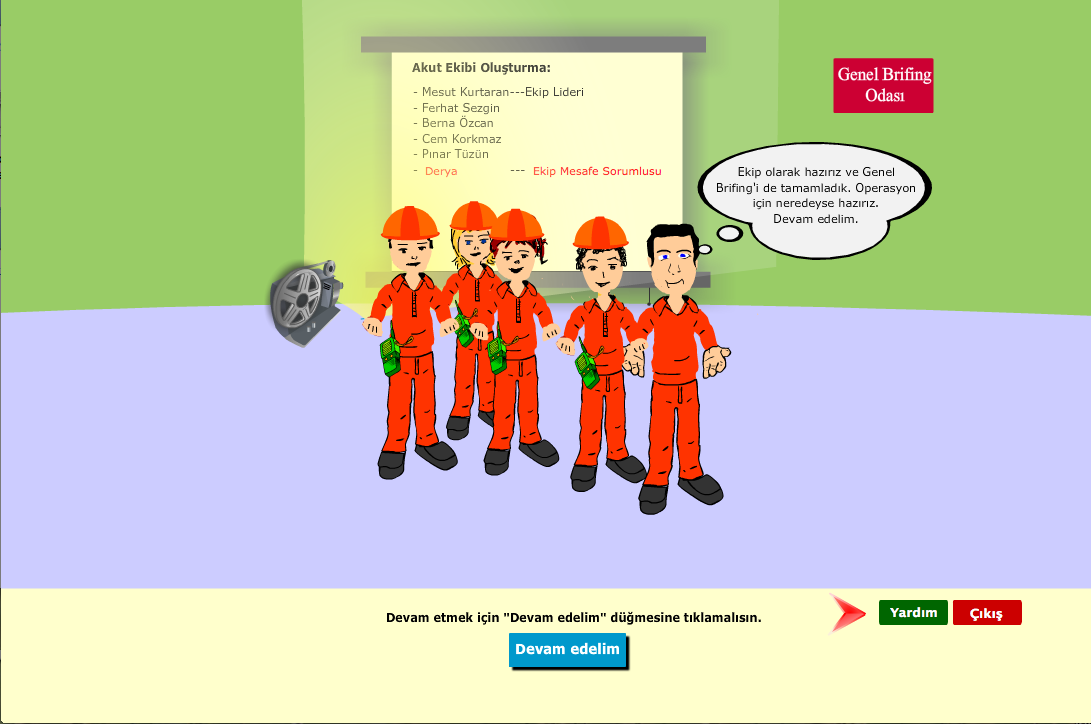 Akut Ekibi Oluşturma:
- Mesut Kurtaran---Ekip Lideri
- Ferhat Sezgin
- Berna Özcan
- Cem Korkmaz
- Pınar Tüzün
- Derya --- Ekip Mesafe Sorumlusu
Genel Brifing
Odası
Ekip olarak hazırız ve Genel
Brifing'i de tamamladık. Operasyon
için neredeyse hazırız.
Devam edelim.
Devam etmek için "Devam edelim" düğmesine tıklamalısın.
Devam edelim
Yardım
Çıkış